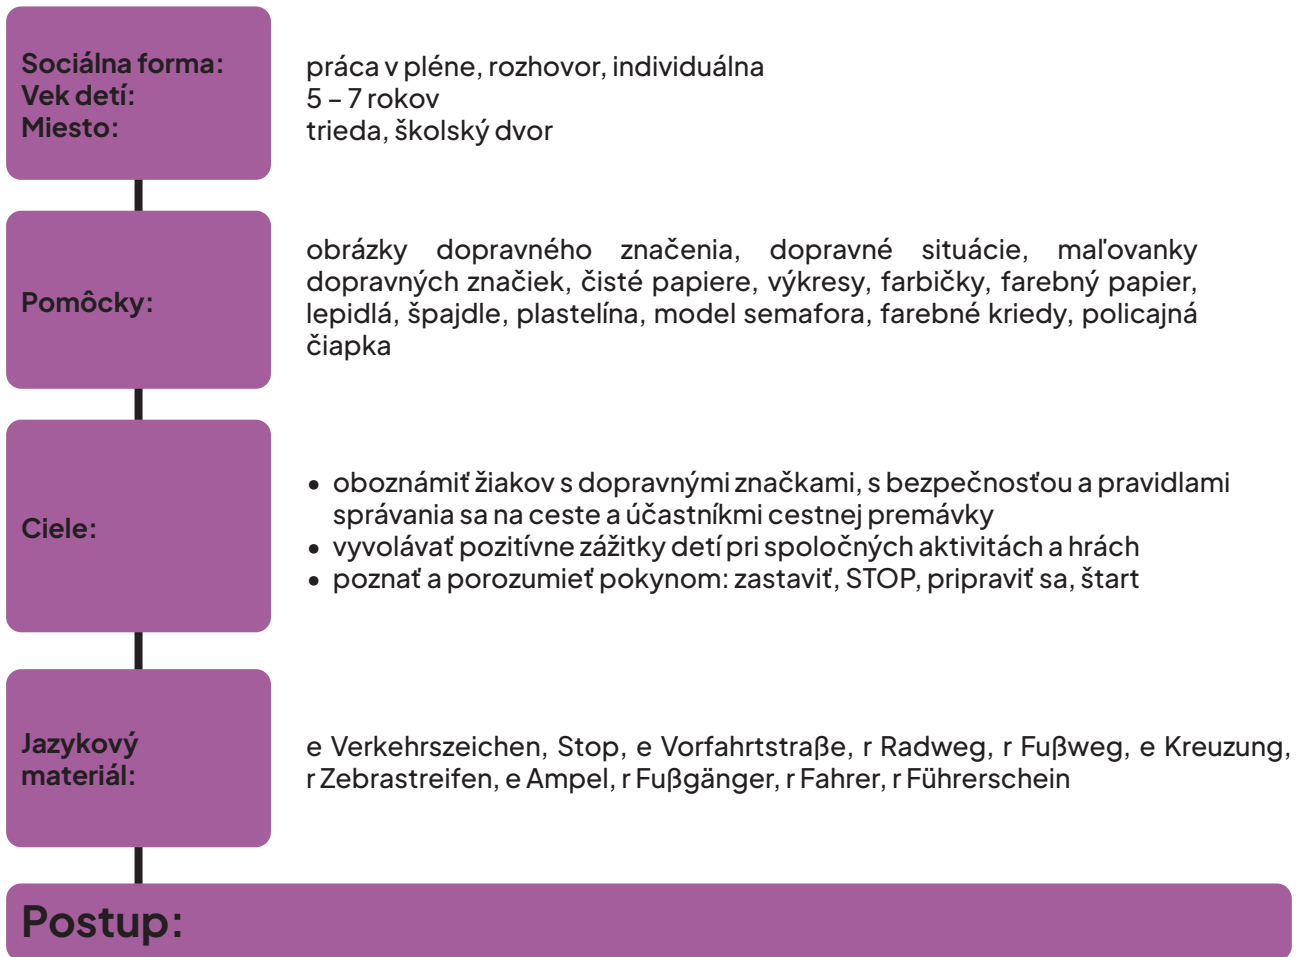 Sociálna forma: práca v pléne, rozhovor, individuálna
Vek detí: 5 – 7 rokov
Miesto: trieda, školský dvor
Pomôcky:
obrázky dopravného značenia, dopravné situácie, maľovanky
dopravných značiek, čisté papiere, výkresy, farbičky, farebný papier,
lepidlá, špajdle, plastelína, model semafora, farebné kriedy, policajná
čiapka
Ciele:
• oboznámiť žiakov s dopravnými značkami, s bezpečnosťou a pravidlami
správania sa na ceste a účastníkmi cestnej premávky
• vyvolávať pozitívne zážitky detí pri spoločných aktivitách a hrách
• poznať a porozumieť pokynom: zastaviť, STOP, pripraviť sa, štart
Jazykový
materiál:
e Verkehrszeichen, Stop, e Vorfahrtstraße, r Radweg, r Fußweg, e Kreuzung,
r Zebrastreifen, e Ampel, r Fußgänger, r Fahrer, r Führerschein
Postup: